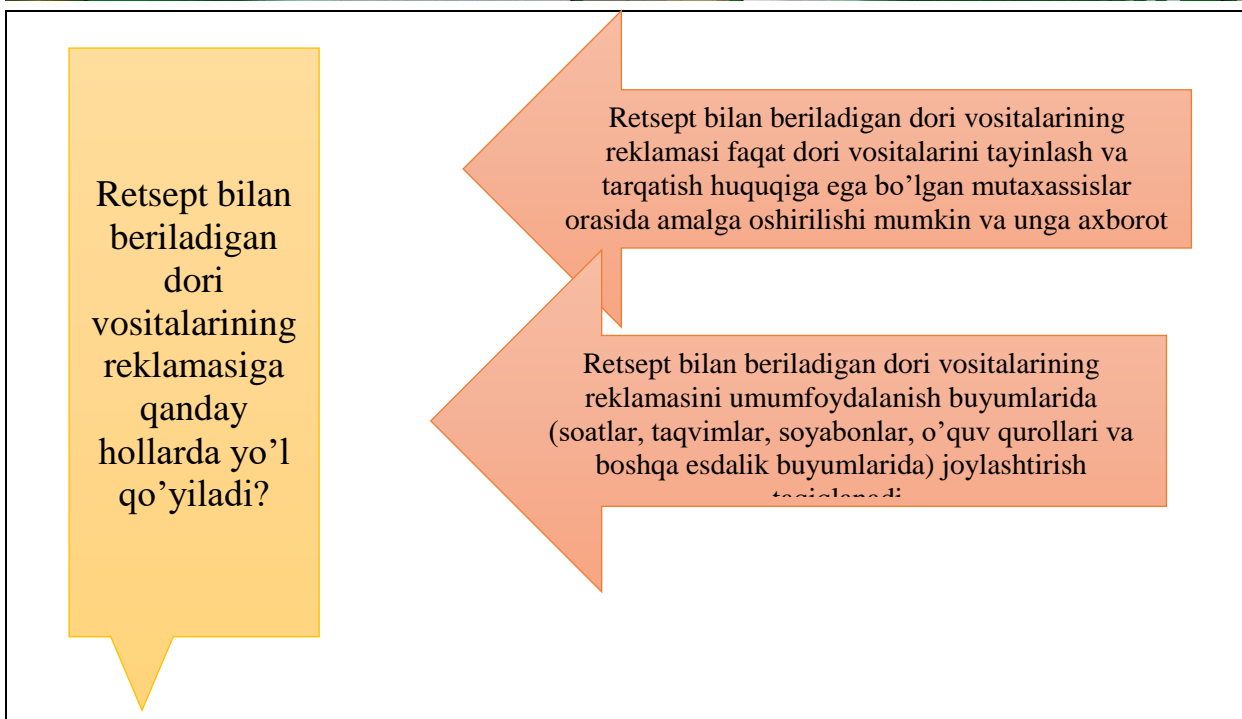 Retsept bilan
beriladigan
dori
vositalarining
reklamasiga
qanday
hollarda yo’l
qo’yiladi?
Retsept bilan beriladigan dori vositalarining
reklamasi faqat dori vositalarini tayinlash va
tarqatish huquqiga ega bo’lgan mutaxassislar
orasida amalga oshirilishi mumkin va unga axborot
Retsept bilan beriladigan dori vositalarining
reklamasini umumfoydalanish buyumlarida
(soatlar, taqvimlar, soyabonlar, o’quv qurollari va
boshqa esdalik buyumlarida) joylashtirish